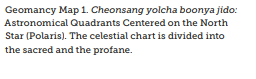 Geomancy Map 1. Cheonsang yolcha boonya jido:
Astronomical Quadrants Centered on the North
Star (Polaris). The celestial chart is divided into
the sacred and the profane.